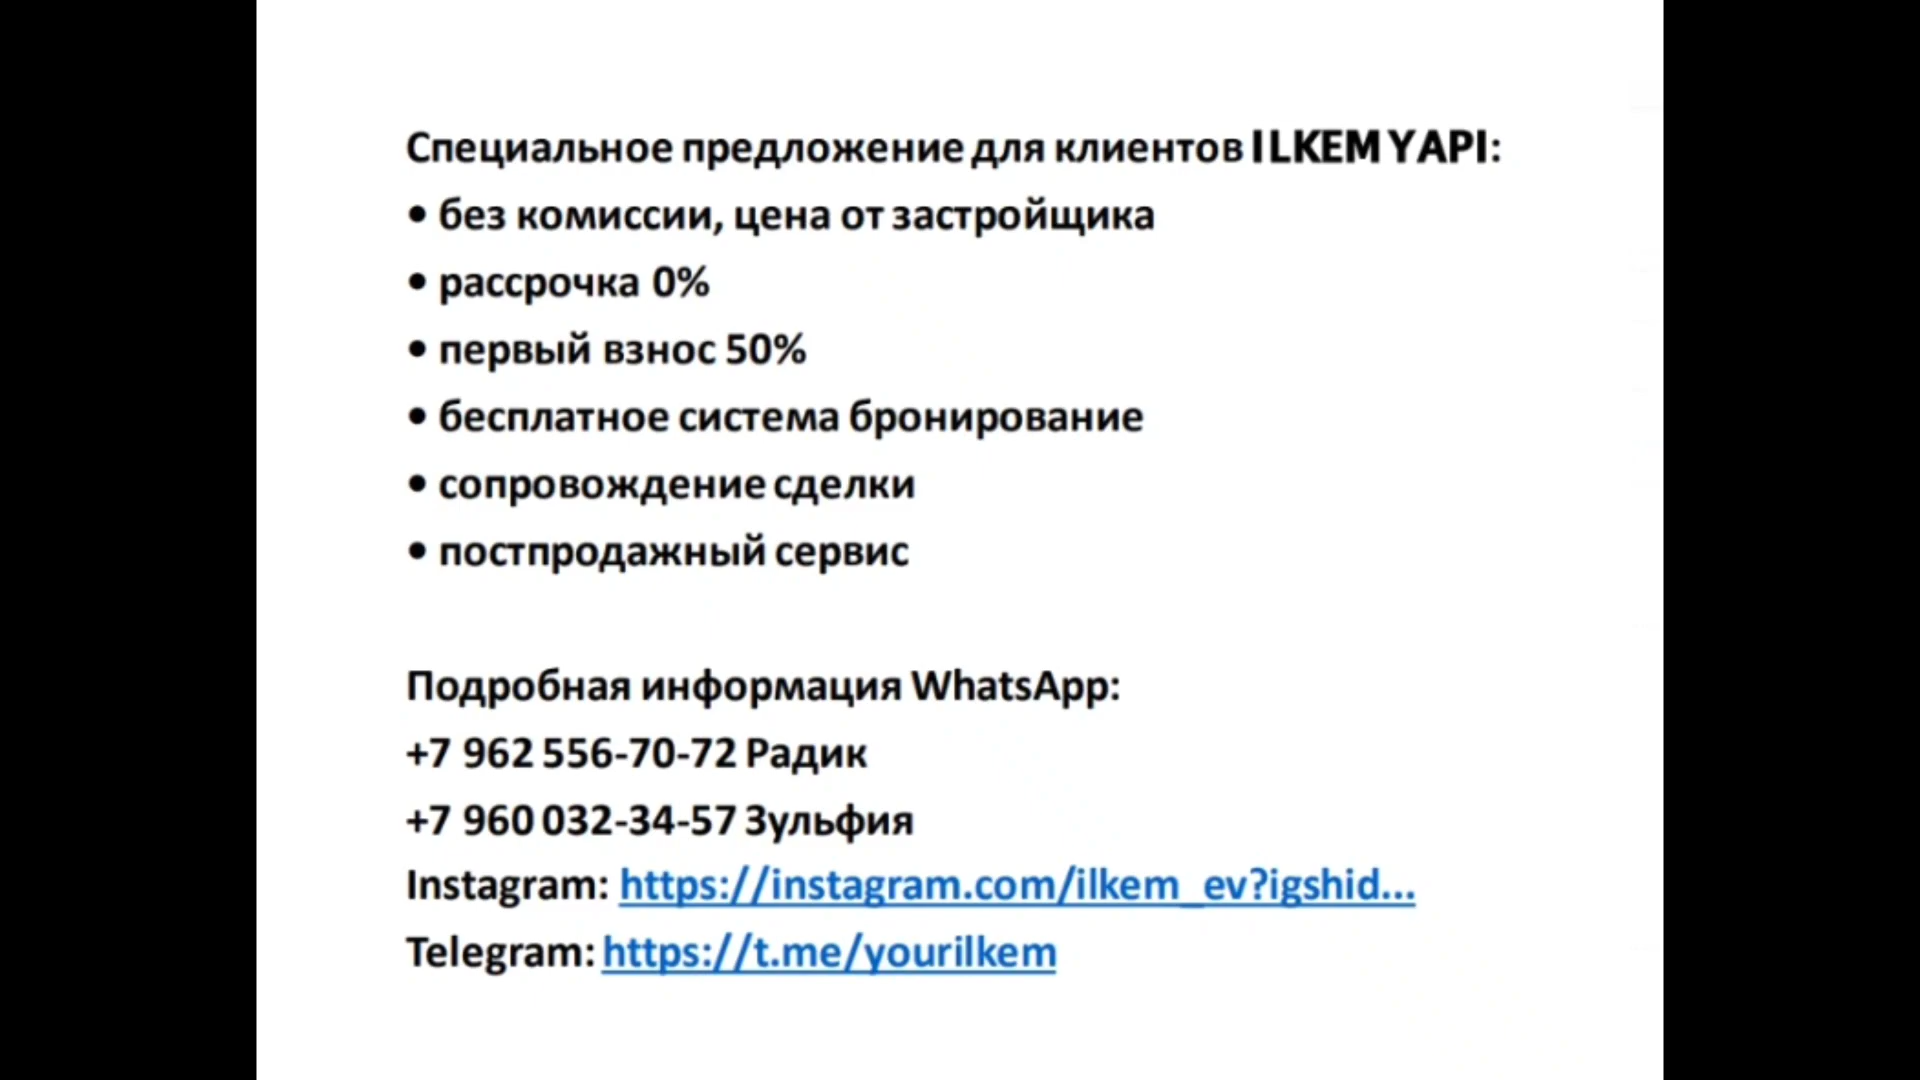 Специальное предложение для клиентов ILKEM YAPI:
• без комиссии, цена от застройщика
• рассрочка 0%
• первый взнос 50%
• бесплатное система бронирование
• сопровождение сделки
• постпродажный сервис
Подробная информация WhatsApp:
+7 962 556-70-72 Радик
+7 960 032-34-57 Зульфия
Instagram: https://instagram.com/ilkem_ev?igshid...
Telegram: https://t.me/yourilkem